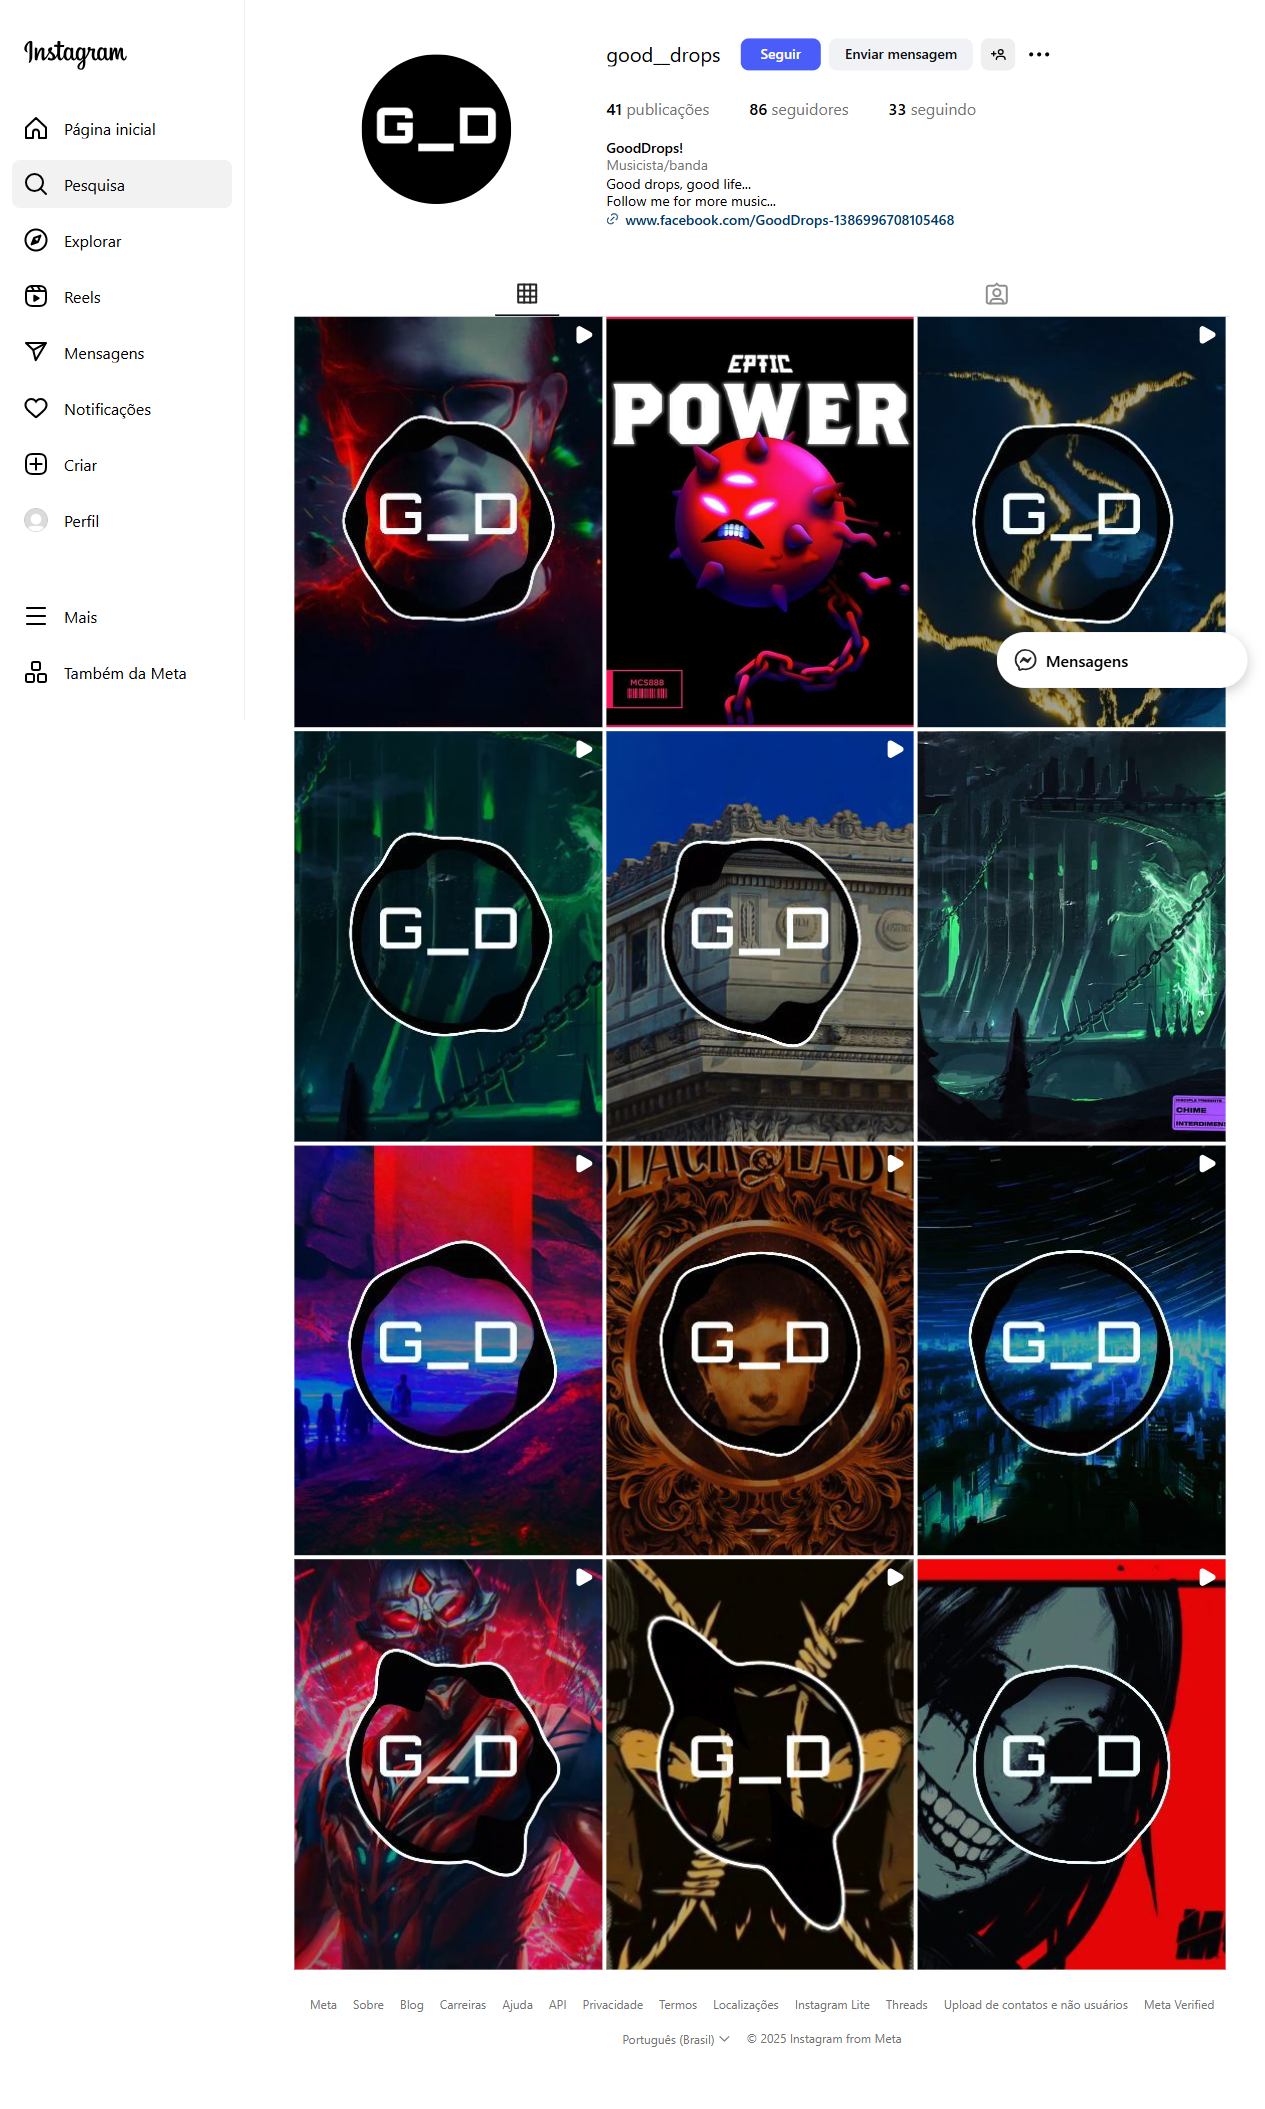 Instagram
Página inicial
Pesquisa
Explorar
Reels
Mensagens
Notificações
Criar
Perfil
Mais
Também da Meta
G_D
good__drops
Seguir
Enviar mensagem
41 publicações
86 seguidores
33 seguindo
GoodDrops!
Musicista/banda
Good drops, good life...
Follow me for more music...
www.facebook.com/GoodDrops-1386996708105468
G_D
EPTIC
POWER
MCS888
G_D
Mensagens
G_D
G_D
DISCIPLE PRESENTS
CHIME
INTERDIMEN
G_D
BLACK LABE
G_D
G_D
G_D
G_D
G_D
Meta
Sobre
Blog
Carreiras
Ajuda
API
Privacidade
Termos
Localizações
Instagram Lite
Threads
Upload de contatos e não usuários
Meta Verified
Português (Brasil)
© 2025 Instagram from Meta